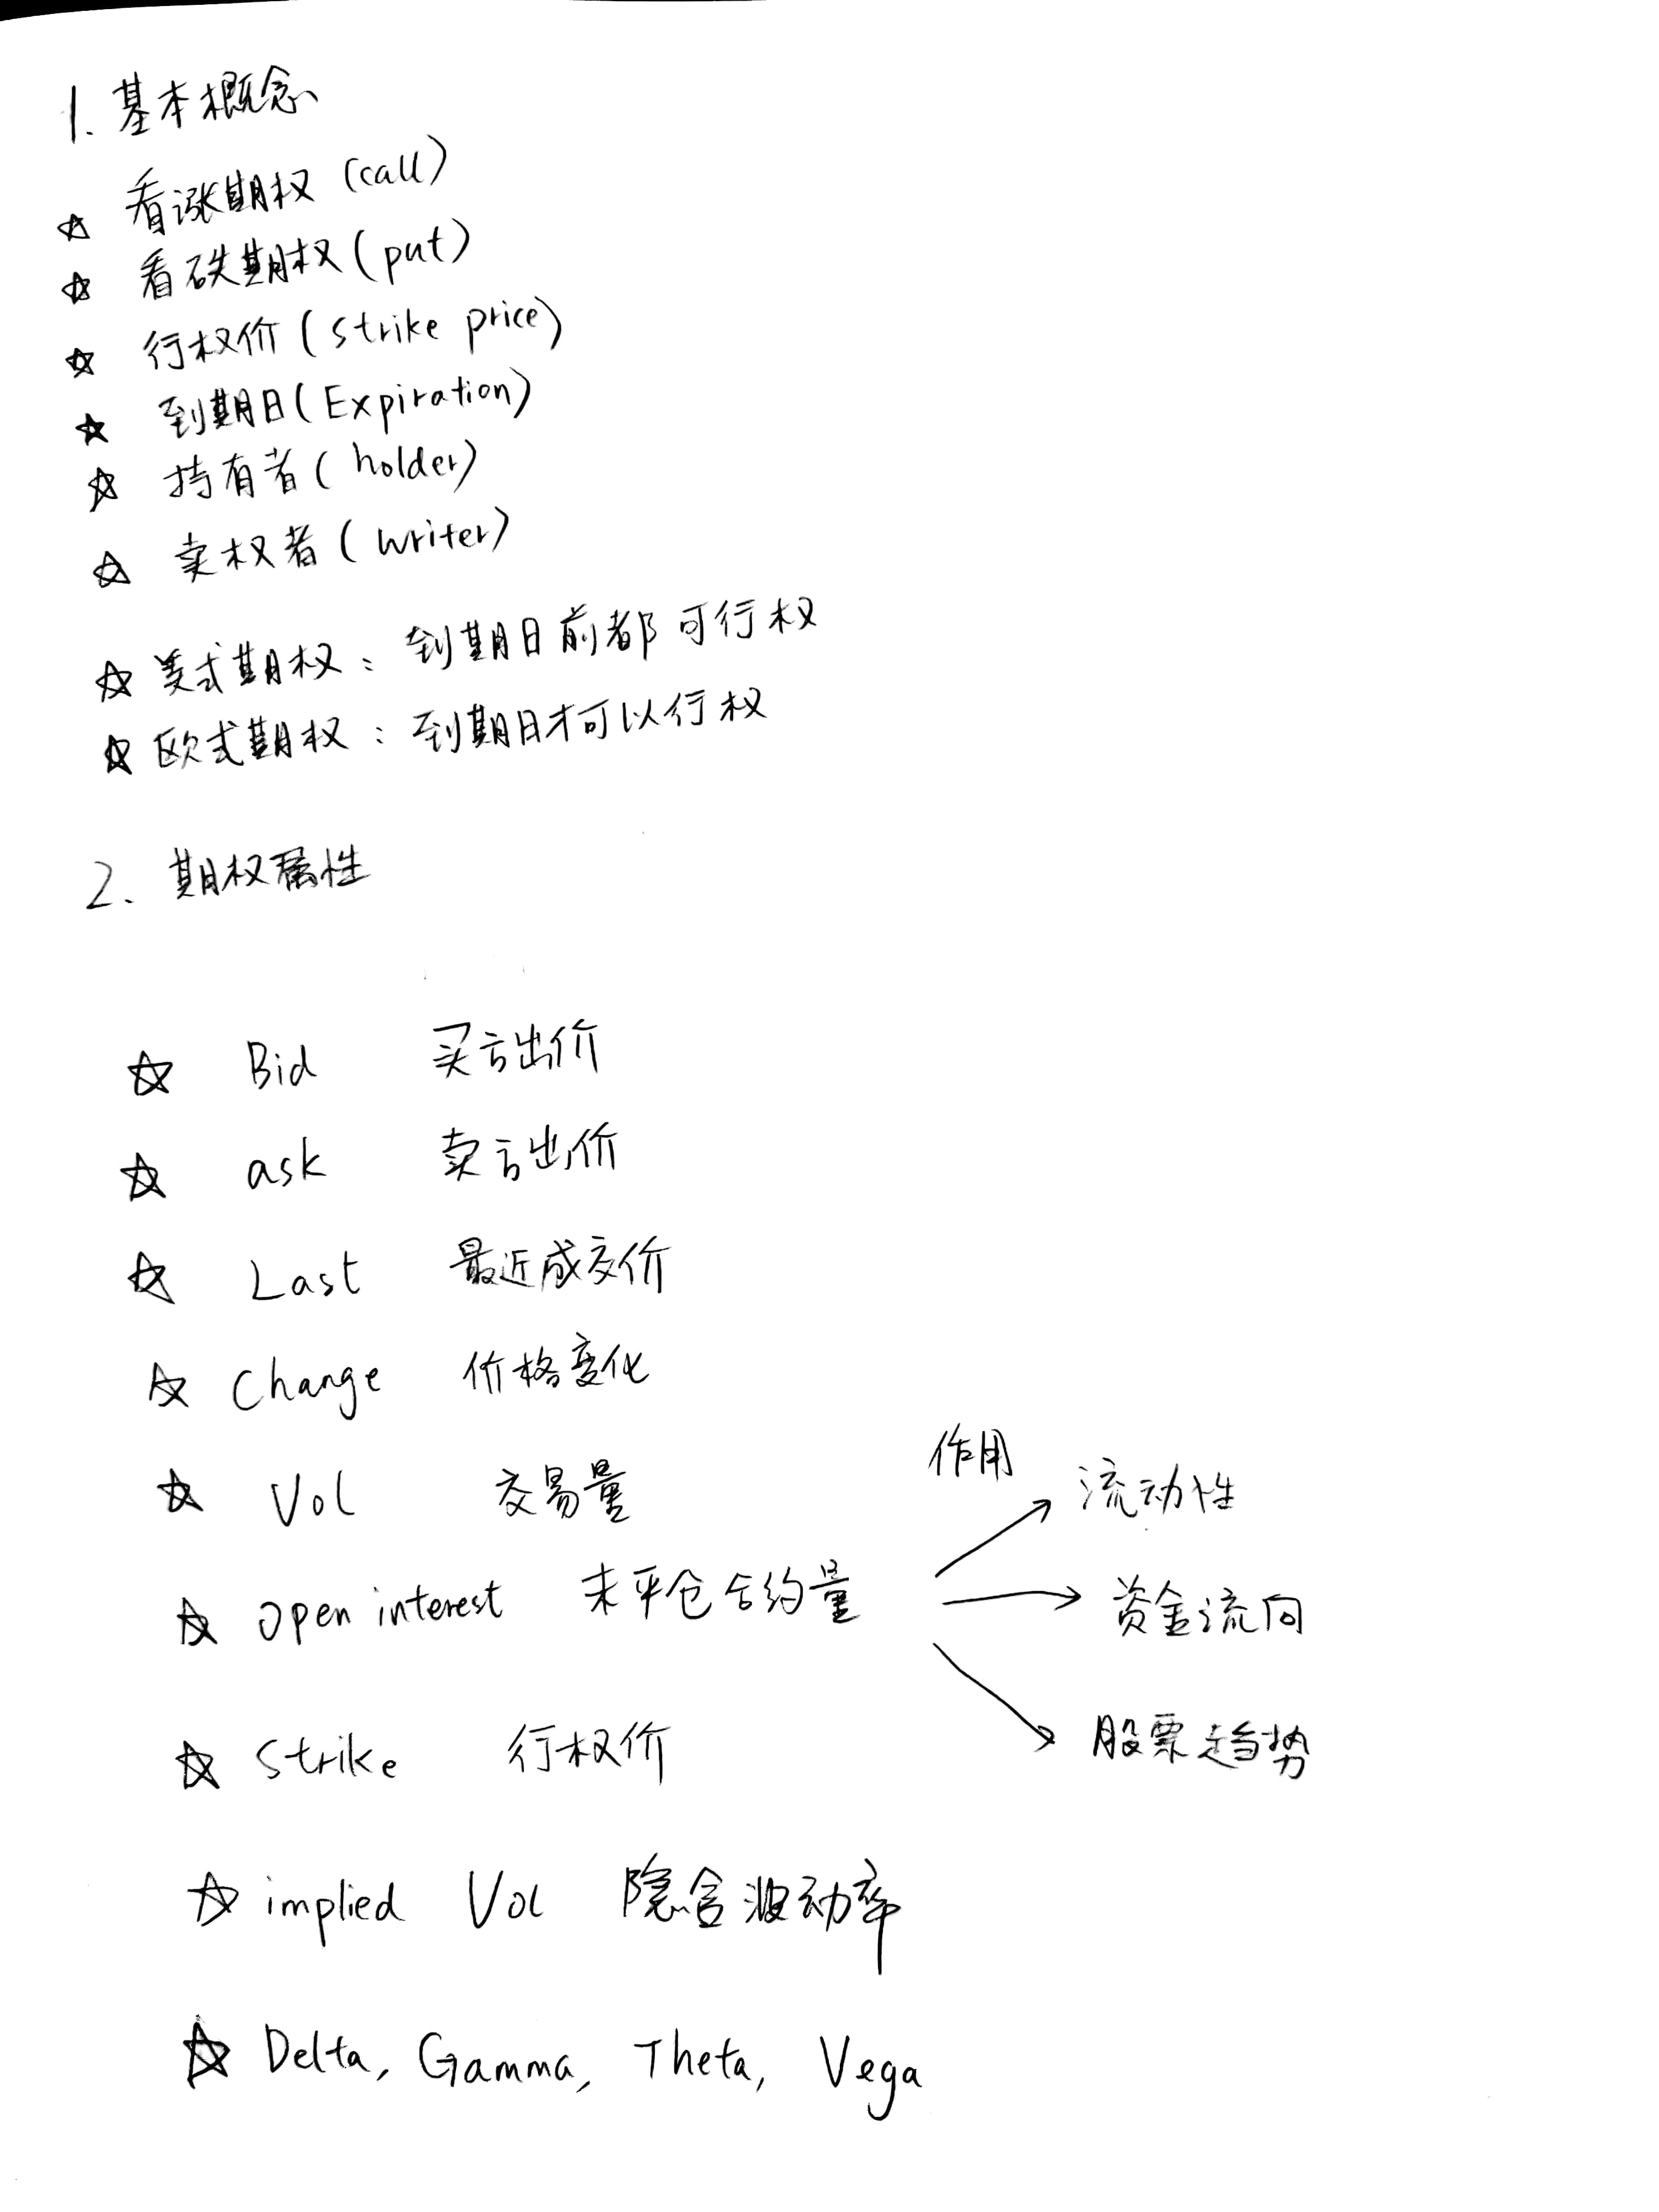 1. 基本概念
☆ 看涨期权 (call)
☆ 看跌期权 (put)
☆ 行权价 (strike price)
☆ 到期日 (Expiration)
☆ 持有者 (holder)
☆ 卖权者 (writer)
☆ 美式期权: 到期日前都可行权
☆ 欧式期权: 到期日才可以行权
2. 期权属性
☆ Bid 买方出价
☆ ask 卖方出价
☆ Last 最近成交价
☆ Change 价格变化
☆ Vol 交易量
☆ open interest 未平仓合约量
作用
流动性
资金流向
股票趋势
☆ Strike 行权价
☆ implied Vol 隐含波动率
☆ Delta, Gamma, Theta, Vega